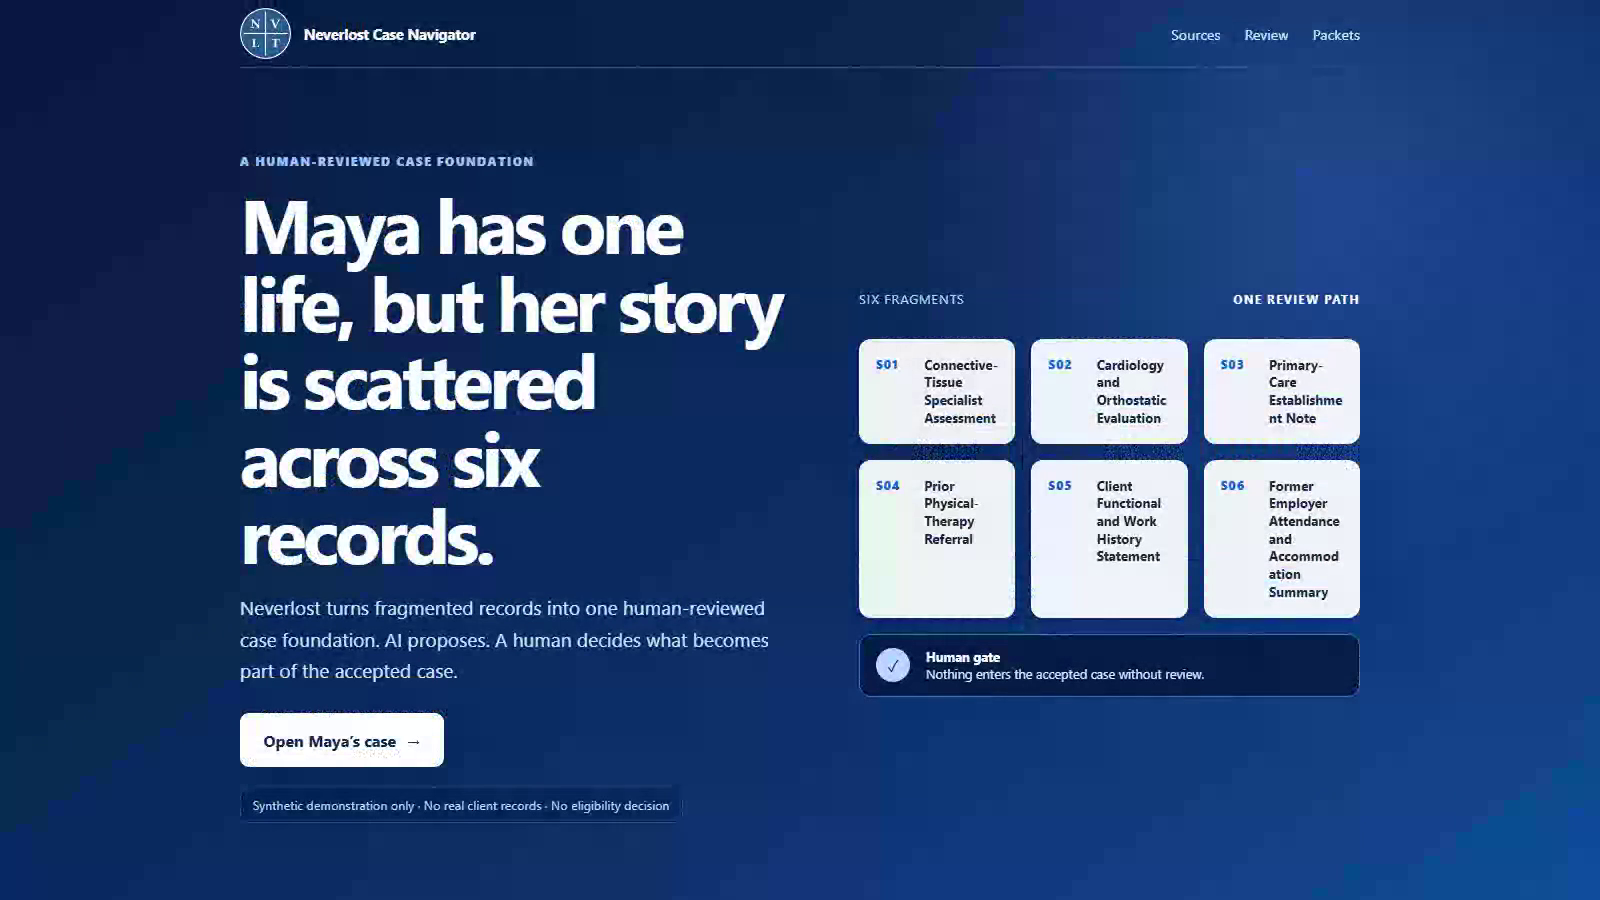 N V
L T
Neverlost Case Navigator
Sources Review Packets
A HUMAN-REVIEWED CASE FOUNDATION
Maya has one
life, but her story
is scattered
across six
records.
Neverlost turns fragmented records into one human-reviewed
case foundation. AI proposes. A human decides what becomes
part of the accepted case.
Open Maya's case →
Synthetic demonstration only · No real client records · No eligibility decision
SIX FRAGMENTS
ONE REVIEW PATH
S01
Connective-
Tissue
Specialist
Assessment
S02
Cardiology
and
Orthostatic
Evaluation
S03
Primary-
Care
Establishme
nt Note
S04
Prior
Physical-
Therapy
Referral
S05
Client
Functional
and Work
History
Statement
S06
Former
Employer
Attendance
and
Accommod
ation
Summary
✓
Human gate
Nothing enters the accepted case without review.